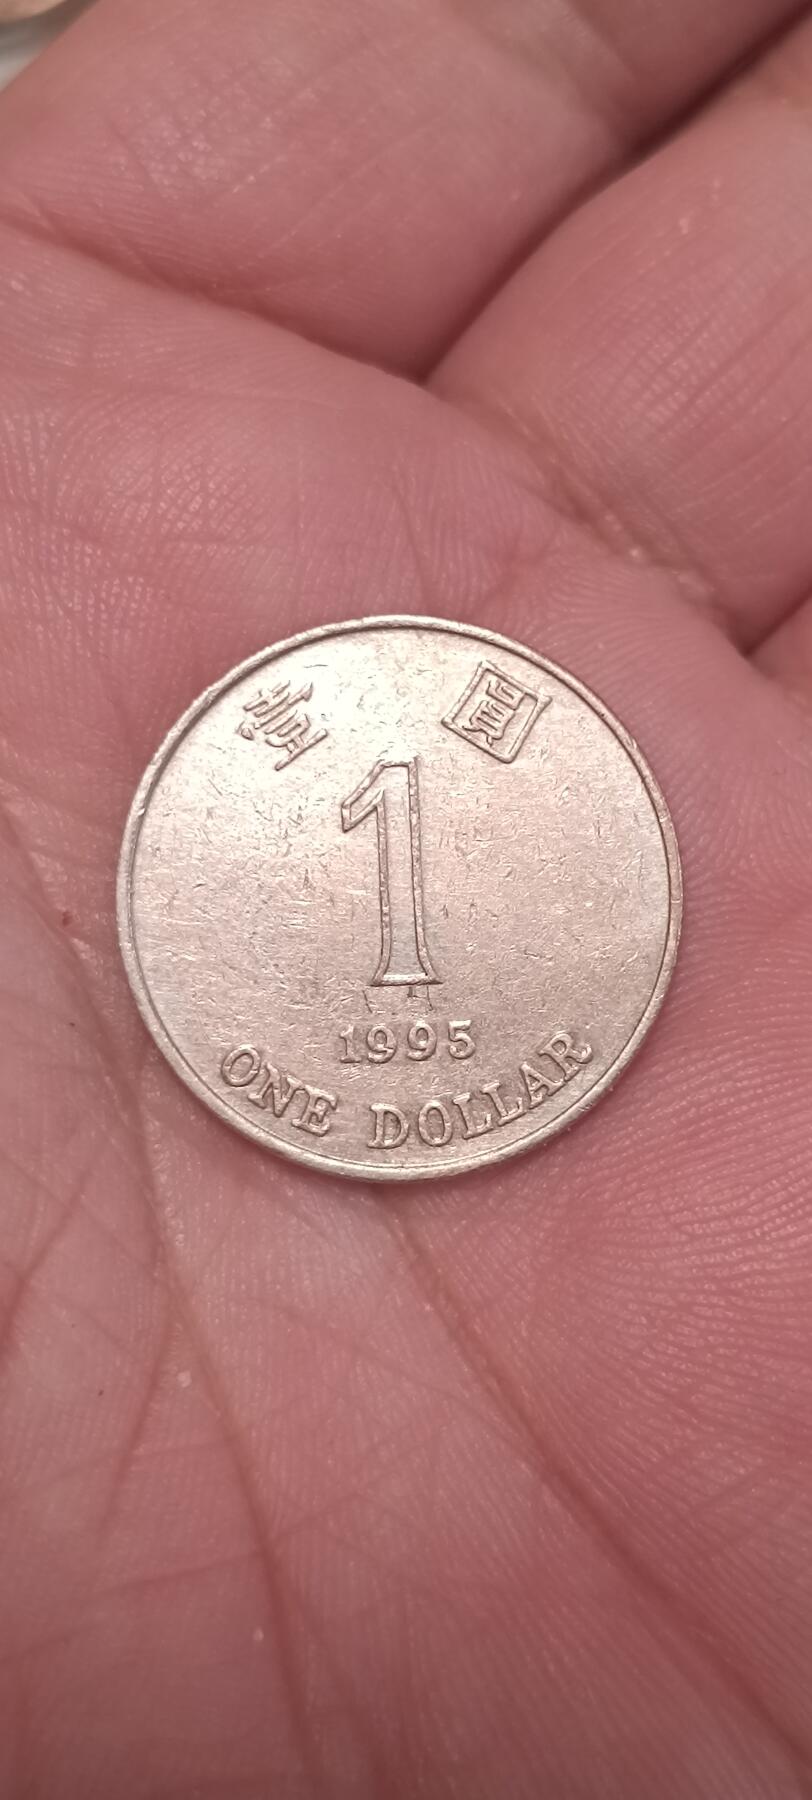 壹 圓
1
1995
ONE DOLLAR